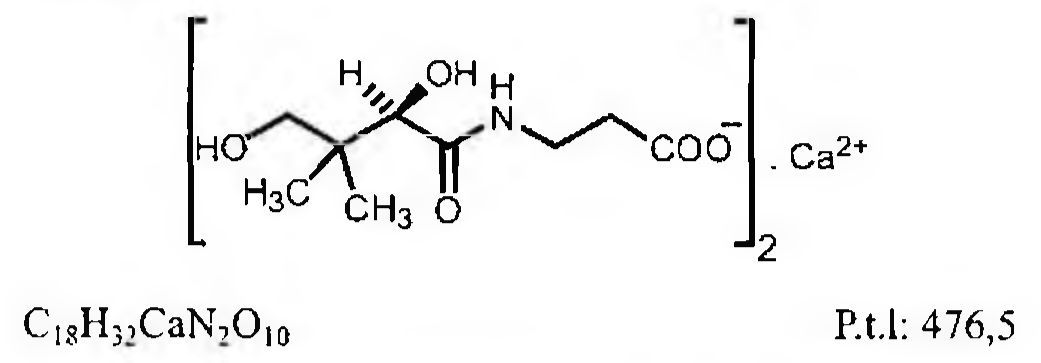 H OH H
N
HO COO⁻ . Ca²⁺
H₃C CH₃ O
2
C₁₈H₃₂CaN₂O₁₀ P.t.l: 476,5